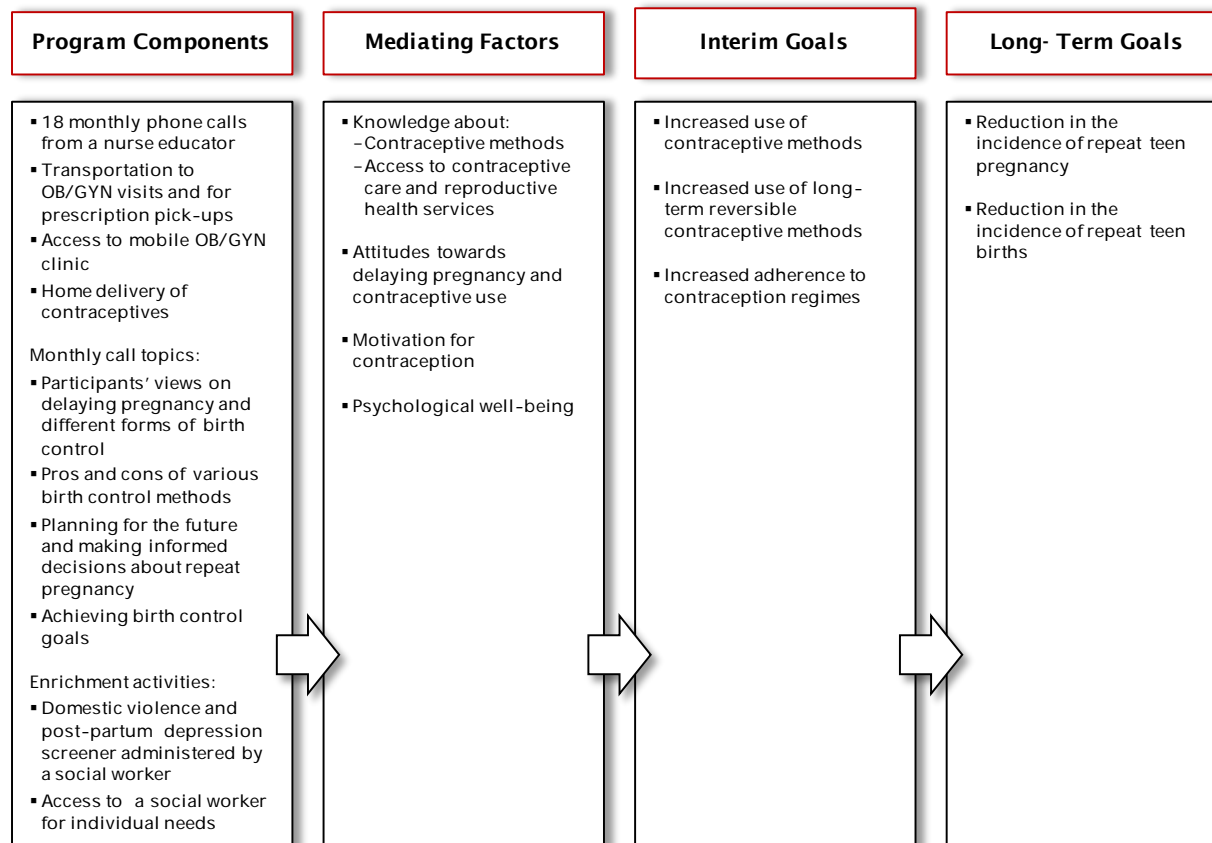 Program Components
Mediating Factors
Interim Goals
Long- Term Goals
▪ 18 monthly phone calls
from a nurse educator
▪ Transportation to
OB/GYN visits and for
prescription pick-ups
▪ Access to mobile OB/GYN
clinic
▪ Home delivery of
contraceptives
Monthly call topics:
▪ Participants’ views on
delaying pregnancy and
different forms of birth
control
▪ Pros and cons of various
birth control methods
▪ Planning for the future
and making informed
decisions about repeat
pregnancy
▪ Achieving birth control
goals
Enrichment activities:
▪ Domestic violence and
post-partum depression
screener administered by
a social worker
▪ Access to a social worker
for individual needs
▪ Knowledge about:
–Contraceptive methods
–Access to contraceptive
care and reproductive
health services
▪ Attitudes towards
delaying pregnancy and
contraceptive use
▪ Motivation for
contraception
▪ Psychological well-being
▪ Increased use of
contraceptive methods
▪ Increased use of long-
term reversible
contraceptive methods
▪ Increased adherence to
contraception regimes
▪ Reduction in the
incidence of repeat teen
pregnancy
▪ Reduction in the
incidence of repeat teen
births